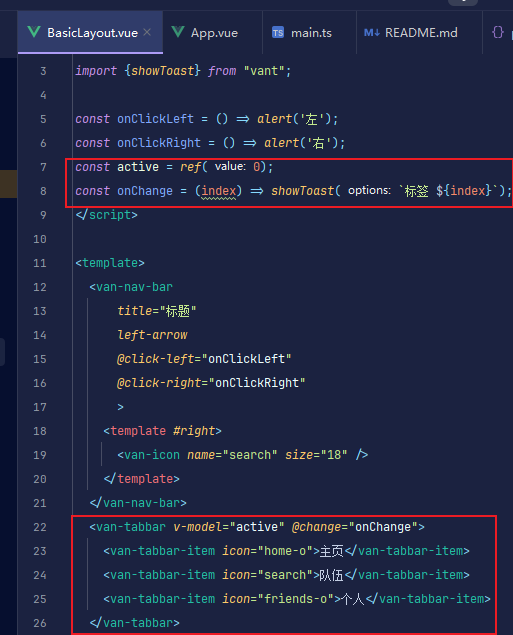 BasicLayout.vue × App.vue TS main.ts M↓ README.md {}
3 import {showToast} from "vant";
4
5 const onClickLeft = () => alert('左');
6 const onClickRight = () => alert('右');
7 const active = ref( value: 0);
8 const onChange = (index) => showToast( options: `标签 ${index}`);
9 </script>
10
11 <template>
12 <van-nav-bar
13 title="标题"
14 left-arrow
15 @click-left="onClickLeft"
16 @click-right="onClickRight"
17 >
18 <template #right>
19 <van-icon name="search" size="18" />
20 </template>
21 </van-nav-bar>
22 <van-tabbar v-model="active" @change="onChange">
23 <van-tabbar-item icon="home-o">主页</van-tabbar-item>
24 <van-tabbar-item icon="search">队伍</van-tabbar-item>
25 <van-tabbar-item icon="friends-o">个人</van-tabbar-item>
26 </van-tabbar>